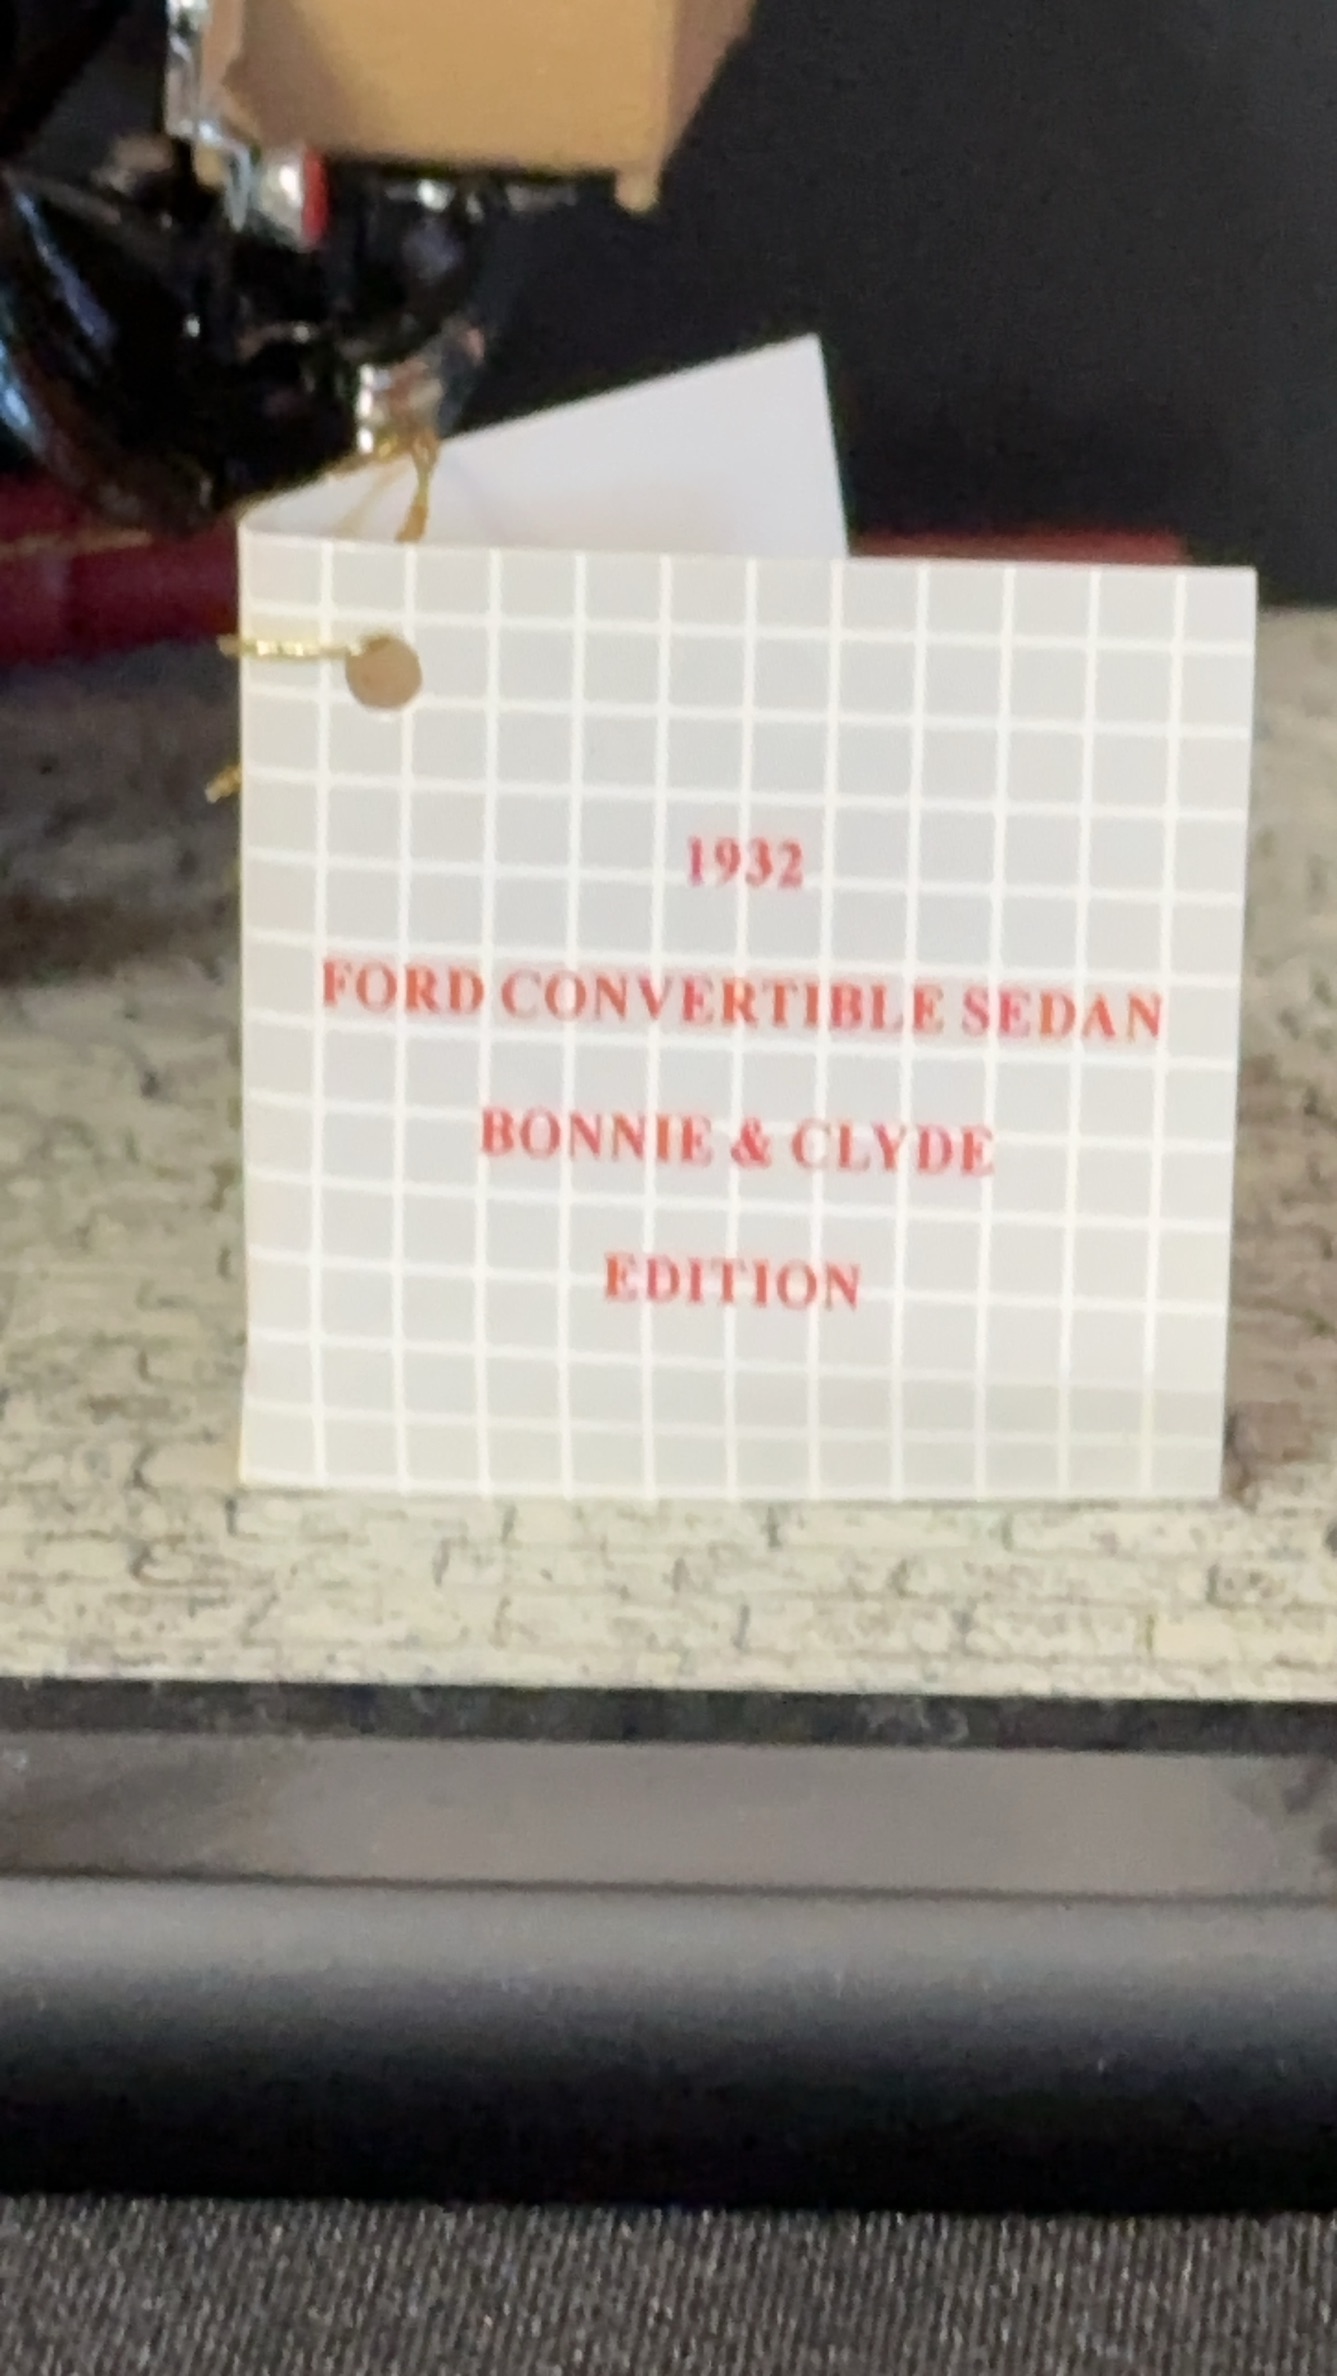 1932
FORD CONVERTIBLE SEDAN
BONNIE & CLYDE
EDITION